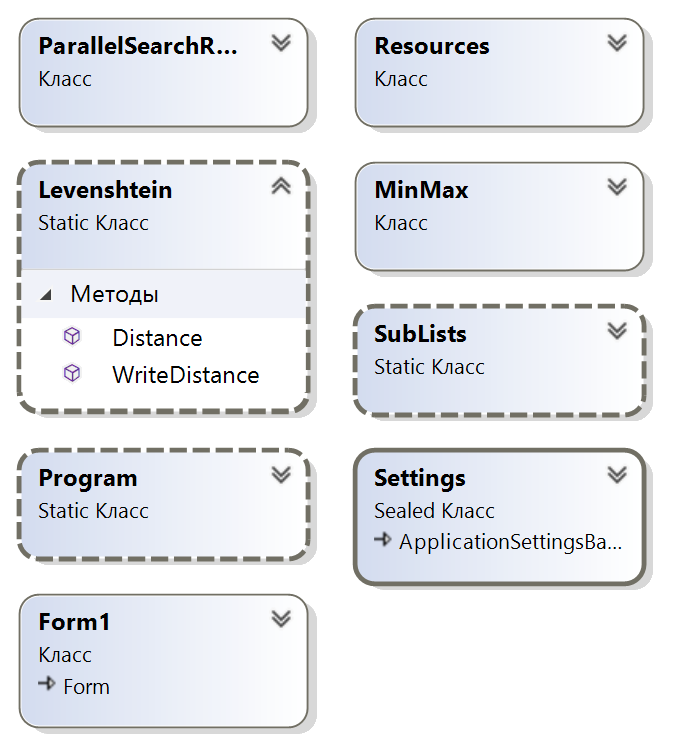 ParallelSearchR...
Класс
Resources
Класс
Levenshtein
Static Класс
Методы
Distance
WriteDistance
MinMax
Класс
SubLists
Static Класс
Program
Static Класс
Settings
Sealed Класс
ApplicationSettingsBa...
Form1
Класс
Form